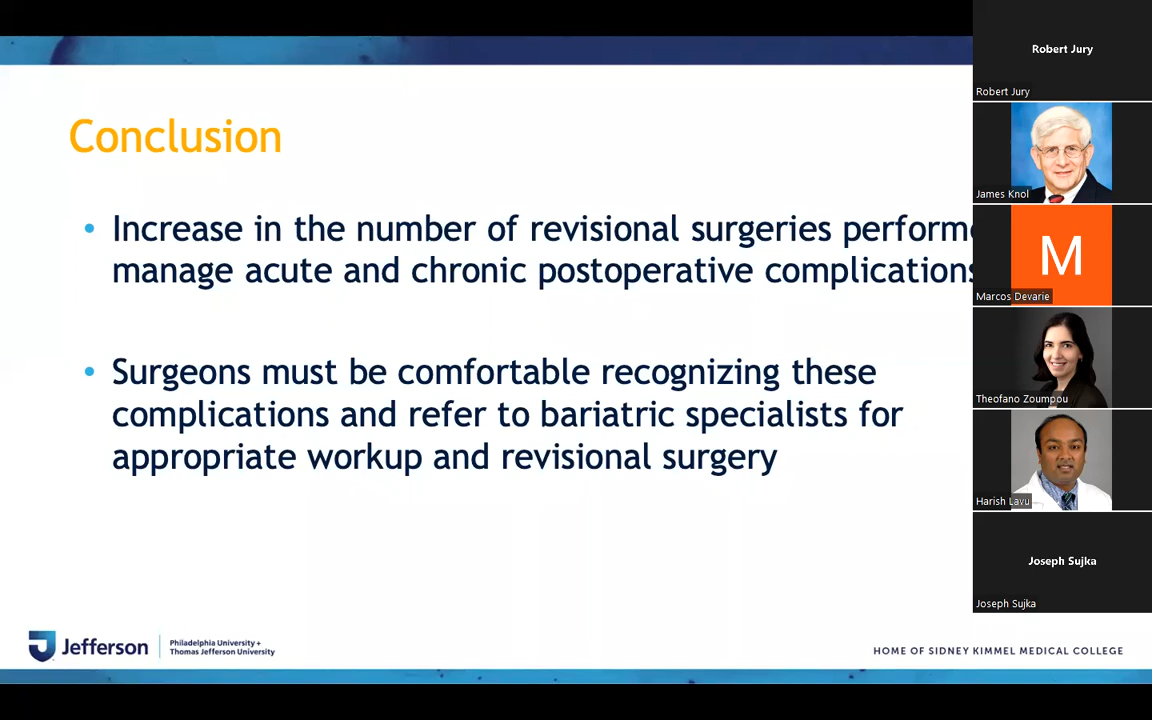 Conclusion
• Increase in the number of revisional surgeries
manage acute and chronic postoperative complications
• Surgeons must be comfortable recognizing these
complications and refer to bariatric specialists for
appropriate workup and revisional surgery
Jefferson
Philadelphia University +
Thomas Jefferson University
HOME OF SIDNEY KIMMEL MEDICAL COLLEGE
Robert Jury
Robert Jury
James Knol
M
Marcos Devarie
Theofano Zoumpou
Harish Lavu
Joseph Sujka
Joseph Sujka